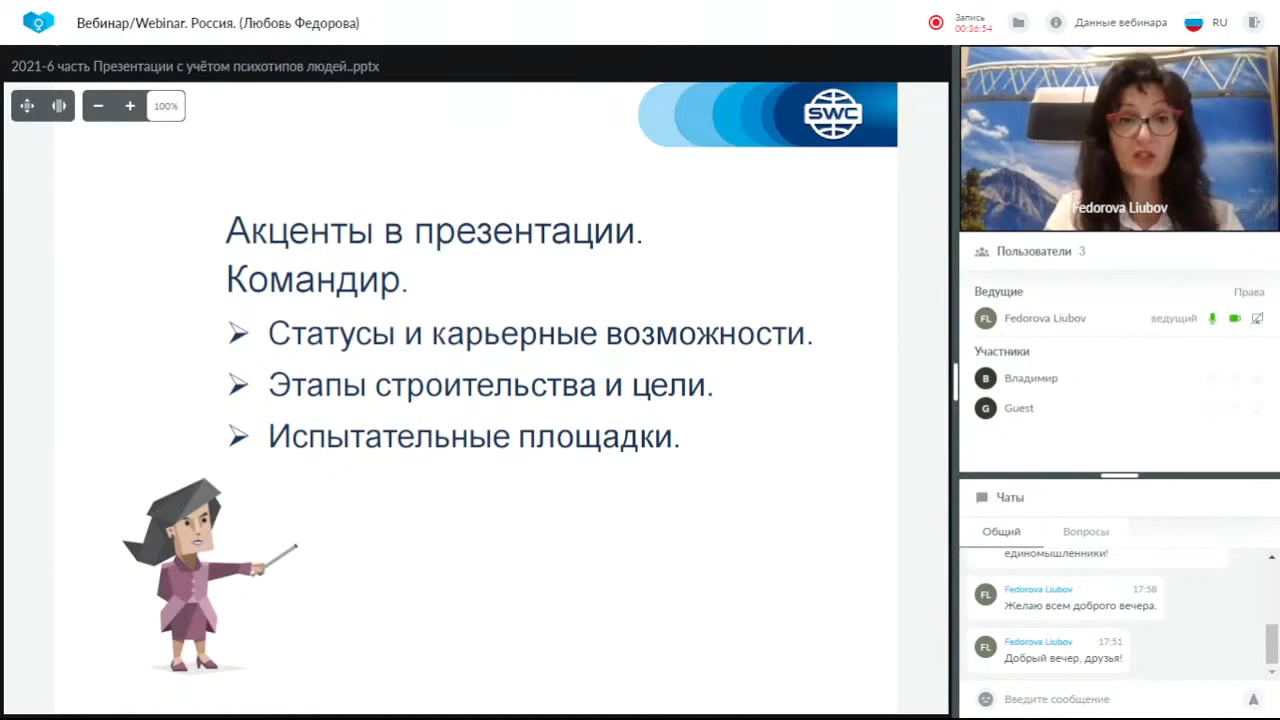 Вебинар/Webinar. Россия. (Любовь Федорова)
Запись
00:36:54
Данные вебинара
RU
2021-6 часть Презентации с учётом психотипов людей..pptx
100%
SWC
Акценты в презентации.
Командир.
Статусы и карьерные возможности.
Этапы строительства и цели.
Испытательные площадки.
Fedorova Liubov
Пользователи 3
Ведущие
Права
FL Fedorova Liubov ведущий
Участники
В Владимир
G Guest
Чаты
Общий Вопросы
единомышленники!
FL Fedorova Liubov 17:58
Желаю всем доброго вечера.
FL Fedorova Liubov 17:51
Добрый вечер, друзья!
Введите сообщение